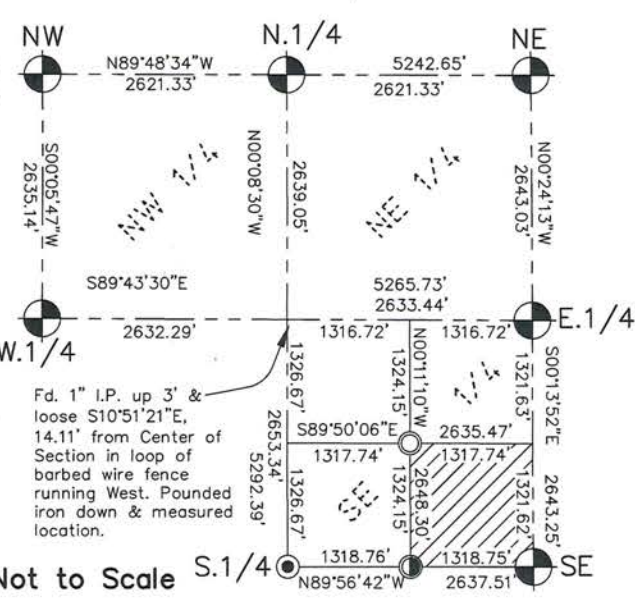 NW
N.1/4
NE
N89°48'34"W
2621.33'
5242.65'
2621.33'
S00°05'47"W
2635.14'
NW 1/4
N00°08'30"W
2639.05'
NE 1/4
N00°24'13"W
2643.03'
S89°43'30"E
5265.73'
2633.44'
W.1/4
2632.29'
1316.72'
1316.72'
E.1/4
Fd. 1" I.P. up 3' &
loose S10°51'21"E,
14.11' from Center of
Section in loop of
barbed wire fence
running West. Pounded
iron down & measured
location.
1326.67'
N00°11'10"W
1324.15'
1/4
1321.63'
S00°13'52"E
2653.34'
5292.39'
S89°50'06"E
2635.47'
1317.74'
1317.74'
1326.67'
SE
1324.15'
2648.30'
1321.62'
2643.25'
Not to Scale
S.1/4
1318.76'
1318.75'
SE
N89°56'42"W
2637.51'